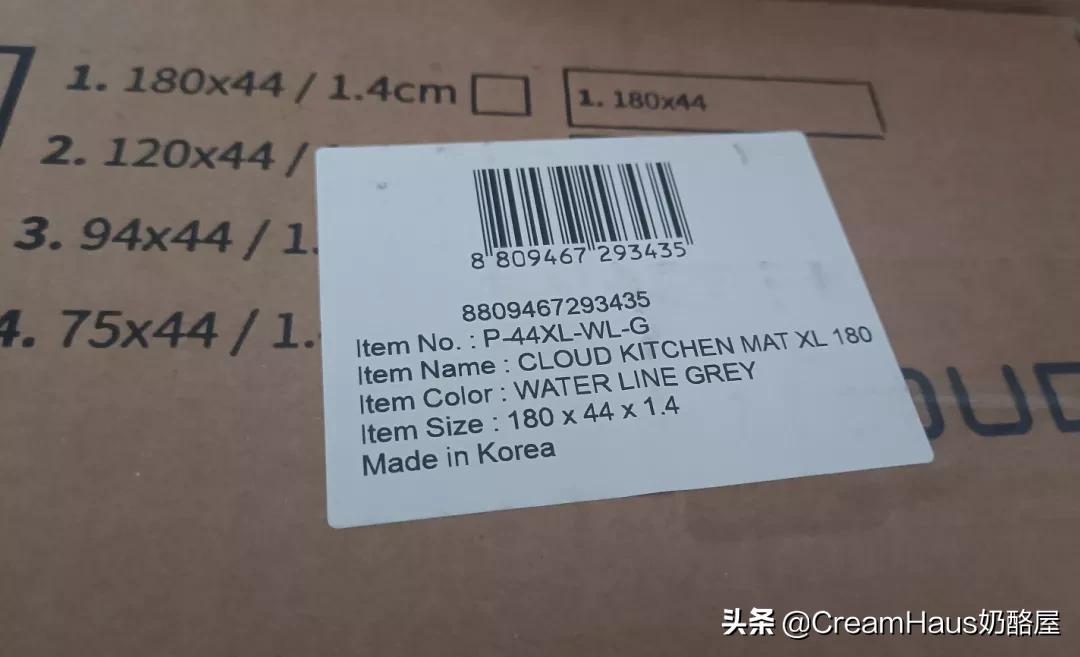 1. 180x44 / 1.4cm
1. 180x44
2. 120x44 /
3. 94x44 / 1.
4. 75x44 / 1.
8 809467 293435
8809467293435
Item No. : P-44XL-WL-G
Item Name : CLOUD KITCHEN MAT XL 180
Item Color : WATER LINE GREY
Item Size : 180 x 44 x 1.4
Made in Korea
头条 @CreamHaus奶酪屋